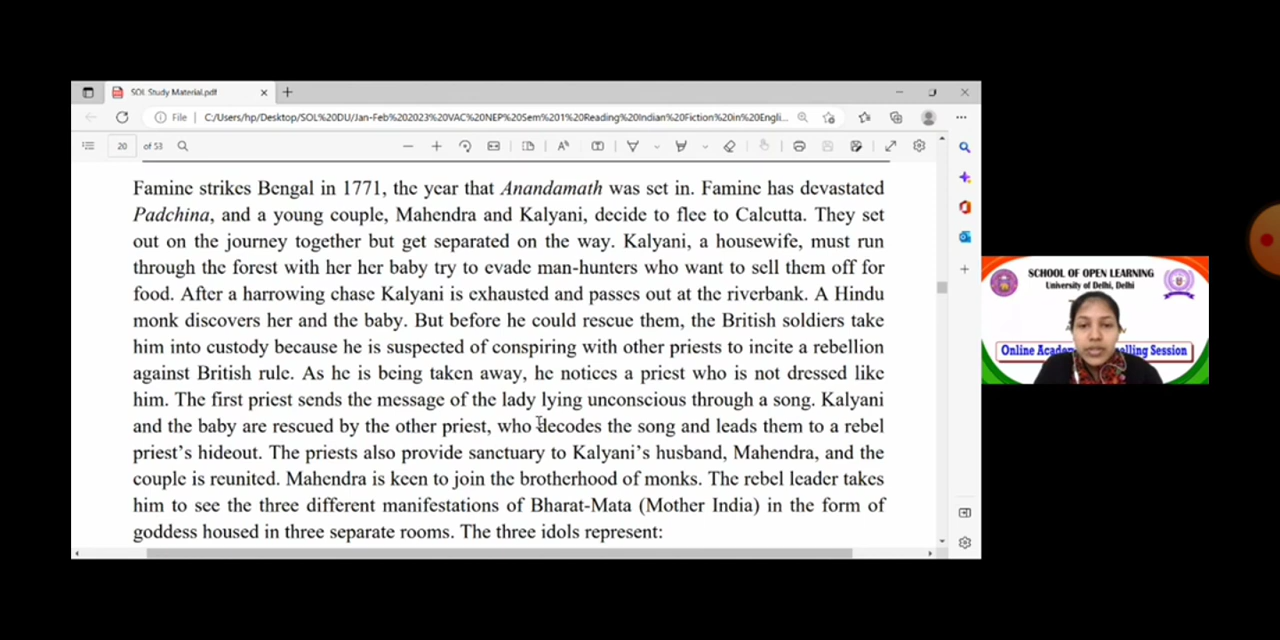 SOL Study Material.pdf
File
C:/Users/hp/Desktop/SOL%20DU/Jan-Feb%202023%20VAC%20NEP%20Sem%201%20Reading%20Indian%20Fiction%20in%20Engli...
20 of 53
Famine strikes Bengal in 1771, the year that Anandamath was set in. Famine has devastated
Padchina, and a young couple, Mahendra and Kalyani, decide to flee to Calcutta. They set
out on the journey together but get separated on the way. Kalyani, a housewife, must run
through the forest with her her baby try to evade man-hunters who want to sell them off for
food. After a harrowing chase Kalyani is exhausted and passes out at the riverbank. A Hindu
monk discovers her and the baby. But before he could rescue them, the British soldiers take
him into custody because he is suspected of conspiring with other priests to incite a rebellion
against British rule. As he is being taken away, he notices a priest who is not dressed like
him. The first priest sends the message of the lady lying unconscious through a song. Kalyani
and the baby are rescued by the other priest, who decodes the song and leads them to a rebel
priest's hideout. The priests also provide sanctuary to Kalyani's husband, Mahendra, and the
couple is reunited. Mahendra is keen to join the brotherhood of monks. The rebel leader takes
him to see the three different manifestations of Bharat-Mata (Mother India) in the form of
goddess housed in three separate rooms. The three idols represent:
SCHOOL OF OPEN LEARNING
University of Delhi, Delhi
Online Acade
lling Session